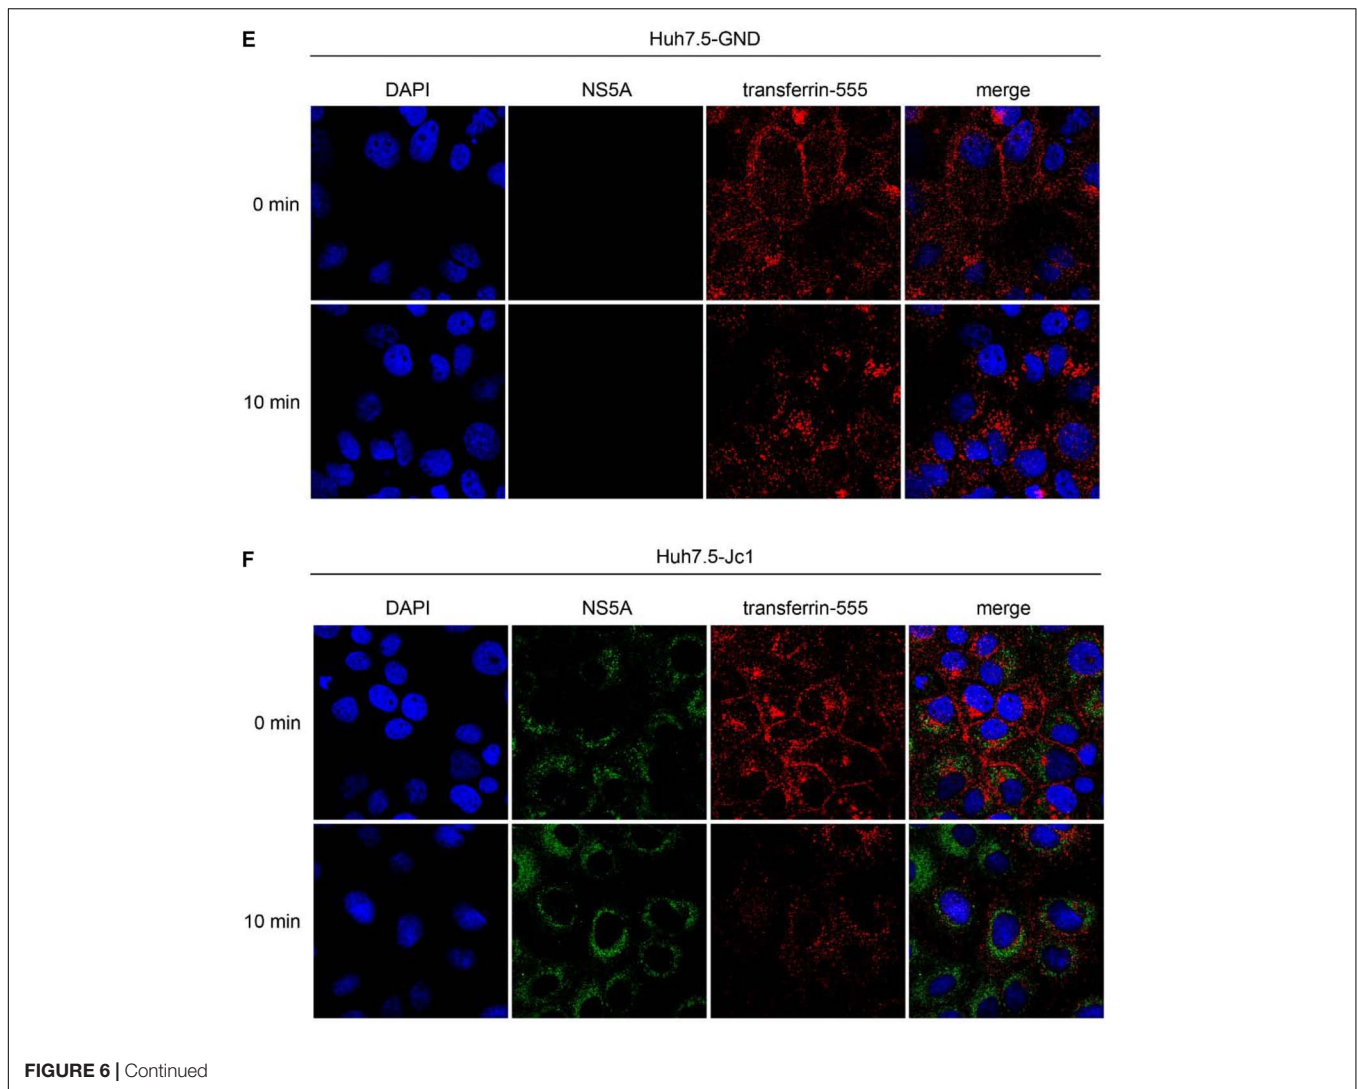 E
Huh7.5-GND
DAPI NS5A transferrin-555 merge
0 min
10 min
F
Huh7.5-Jc1
DAPI NS5A transferrin-555 merge
0 min
10 min
FIGURE 6 | Continued